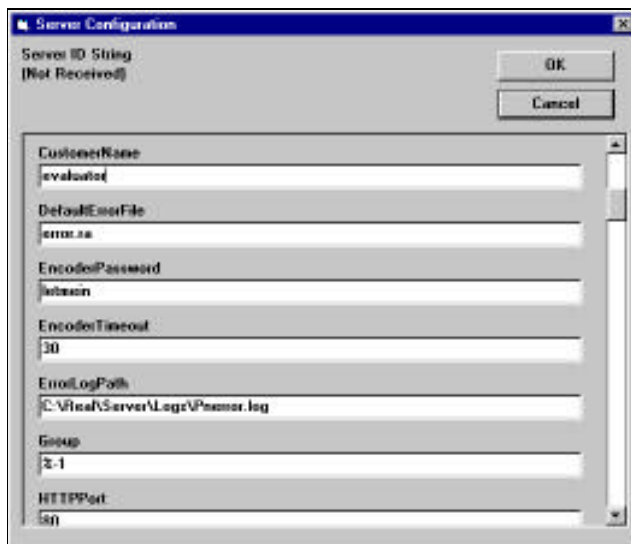 Server Configuration
Server ID String
(Not Received)
OK
Cancel
CustomerName
evaluator
DefaultErrorFile
error.ra
EncoderPassword
letmein
EncoderTimeout
30
ErrorLogPath
C:\Real\Server\Logs\Pnerror.log
Group
%-1
HTTPPort
80